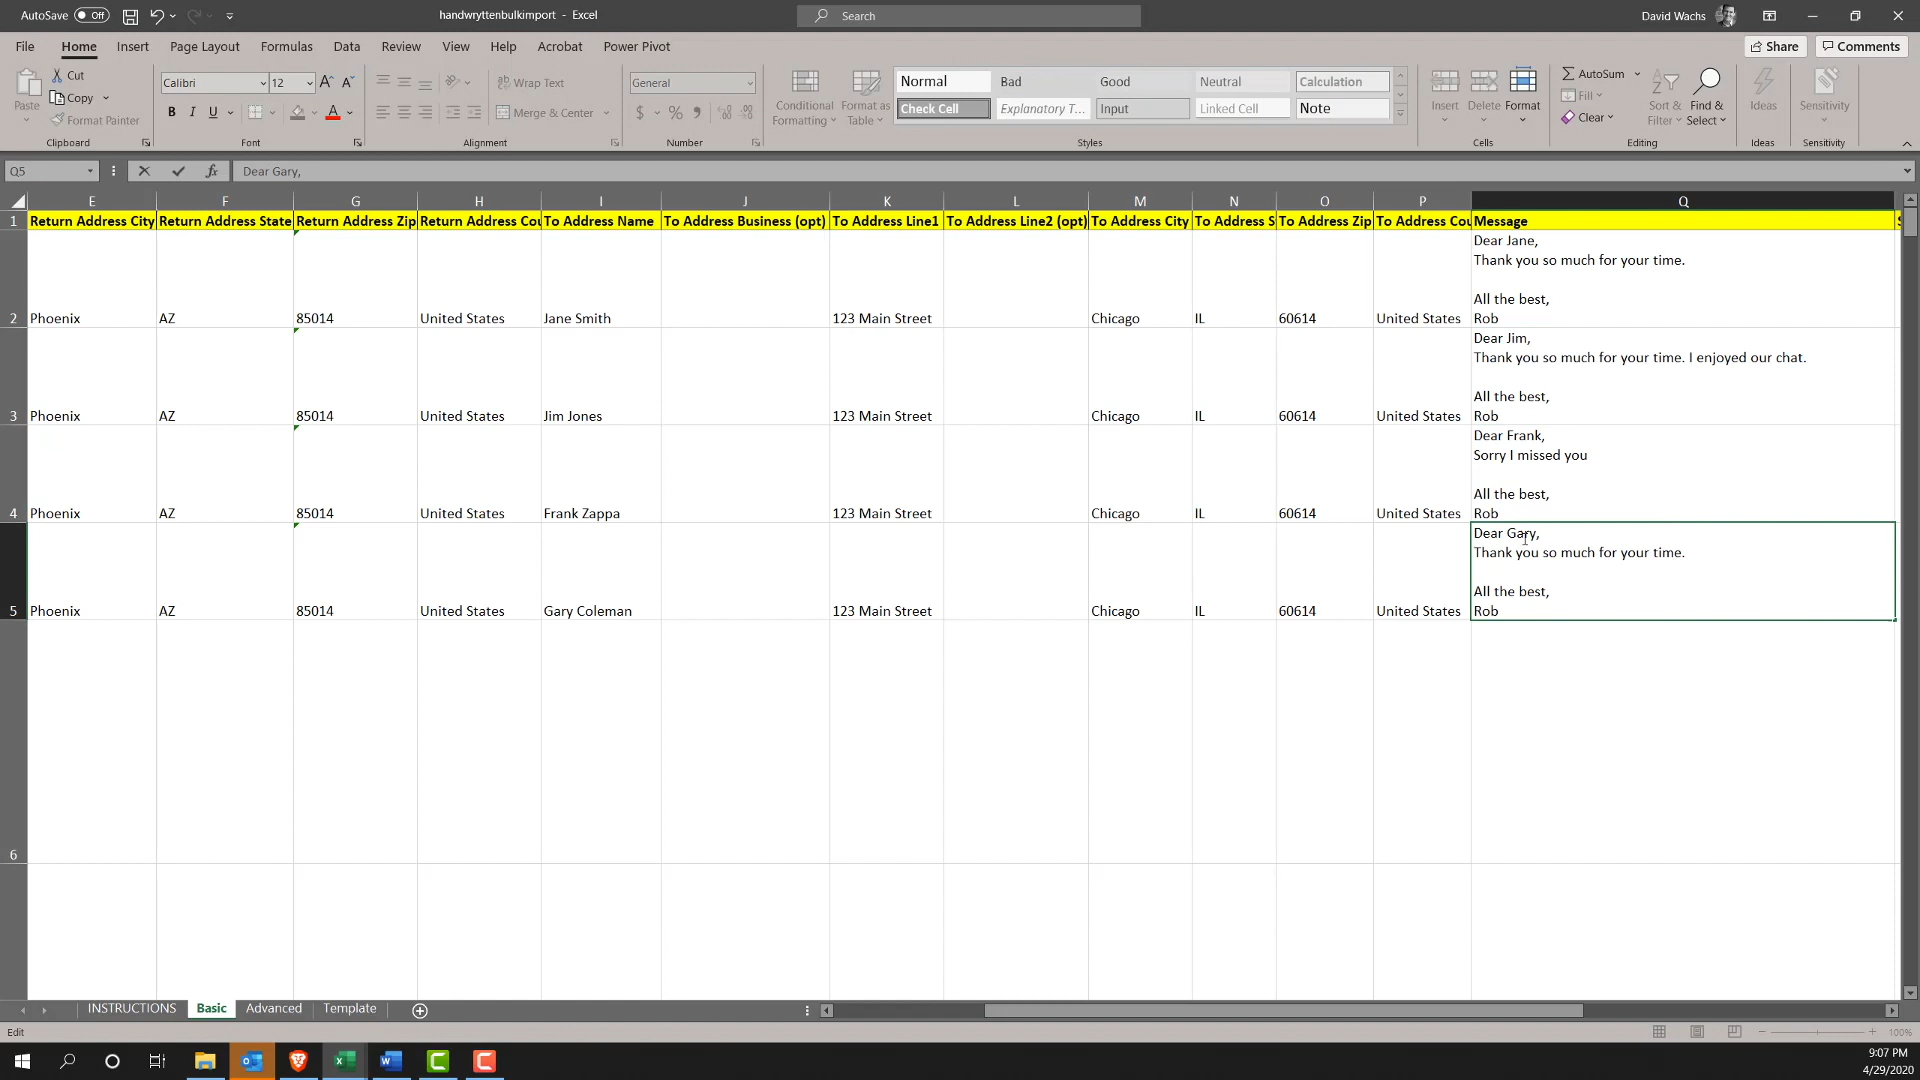 AutoSave Off
handwryttenbulkimport - Excel
Search
David Wachs
File Home Insert Page Layout Formulas Data Review View Help Acrobat Power Pivot
Share Comments
Paste
Cut
Copy
Format Painter
Clipboard
Calibri 12
B I U
Font
Wrap Text
Merge & Center
Alignment
General
$ % 9
Number
Conditional Formatting
Format as Table
Normal Bad Good Neutral Calculation
Check Cell Explanatory T... Input Linked Cell Note
Styles
Insert Delete Format
Cells
AutoSum
Fill
Clear
Sort & Filter
Find & Select
Editing
Ideas
Ideas
Sensitivity
Sensitivity
Q5 fx Dear Gary,
E F G H I J K L M N O P Q
1 Return Address City Return Address State Return Address Zip Return Address Cou To Address Name To Address Business (opt) To Address Line1 To Address Line2 (opt) To Address City To Address S To Address Zip To Address Cou Message
Dear Jane,
Thank you so much for your time.
All the best,
2 Phoenix AZ 85014 United States Jane Smith 123 Main Street Chicago IL 60614 United States Rob
Dear Jim,
Thank you so much for your time. I enjoyed our chat.
All the best,
3 Phoenix AZ 85014 United States Jim Jones 123 Main Street Chicago IL 60614 United States Rob
Dear Frank,
Sorry I missed you
All the best,
4 Phoenix AZ 85014 United States Frank Zappa 123 Main Street Chicago IL 60614 United States Rob
Dear Gary,
Thank you so much for your time.
All the best,
5 Phoenix AZ 85014 United States Gary Coleman 123 Main Street Chicago IL 60614 United States Rob
6
INSTRUCTIONS Basic Advanced Template
Edit
100%
9:07 PM
4/29/2020